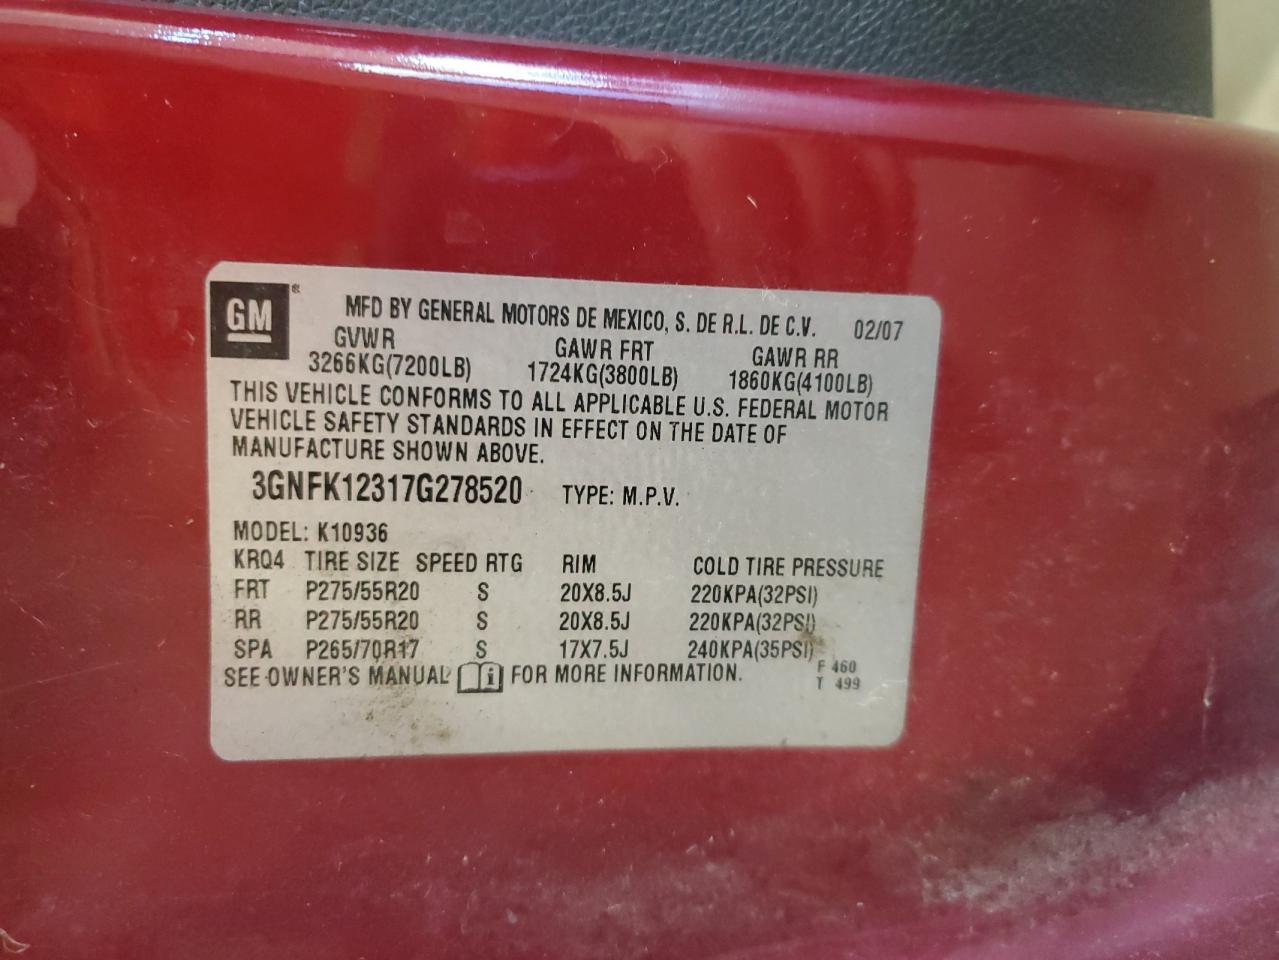 GM®
MFD BY GENERAL MOTORS DE MEXICO, S. DE R.L. DE C.V. 02/07
GVWR GAWR FRT GAWR RR
3266KG(7200LB) 1724KG(3800LB) 1860KG(4100LB)
THIS VEHICLE CONFORMS TO ALL APPLICABLE U.S. FEDERAL MOTOR
VEHICLE SAFETY STANDARDS IN EFFECT ON THE DATE OF
MANUFACTURE SHOWN ABOVE.
3GNFK12317G278520 TYPE: M.P.V.
MODEL: K10936
KRQ4 TIRE SIZE SPEED RTG RIM COLD TIRE PRESSURE
FRT P275/55R20 S 20X8.5J 220KPA(32PSI)
RR P275/55R20 S 20X8.5J 220KPA(32PSI)
SPA P265/70R17 S 17X7.5J 240KPA(35PSI)
SEE OWNER'S MANUAL i FOR MORE INFORMATION.
F 460
T 499